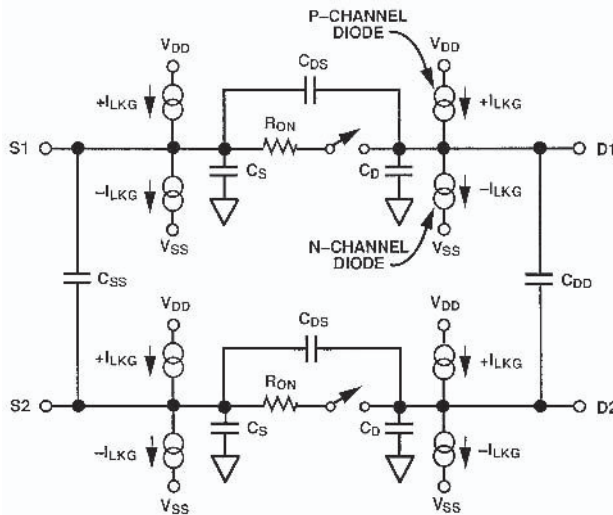 P–CHANNEL
DIODE
VDD
CDS
VDD
+ILKG
+ILKG
RON
S1
D1
CS
CD
–ILKG
–ILKG
VSS
VSS
N–CHANNEL
DIODE
CSS
CDD
VDD
CDS
VDD
+ILKG
+ILKG
RON
S2
D2
CS
CD
–ILKG
–ILKG
VSS
VSS